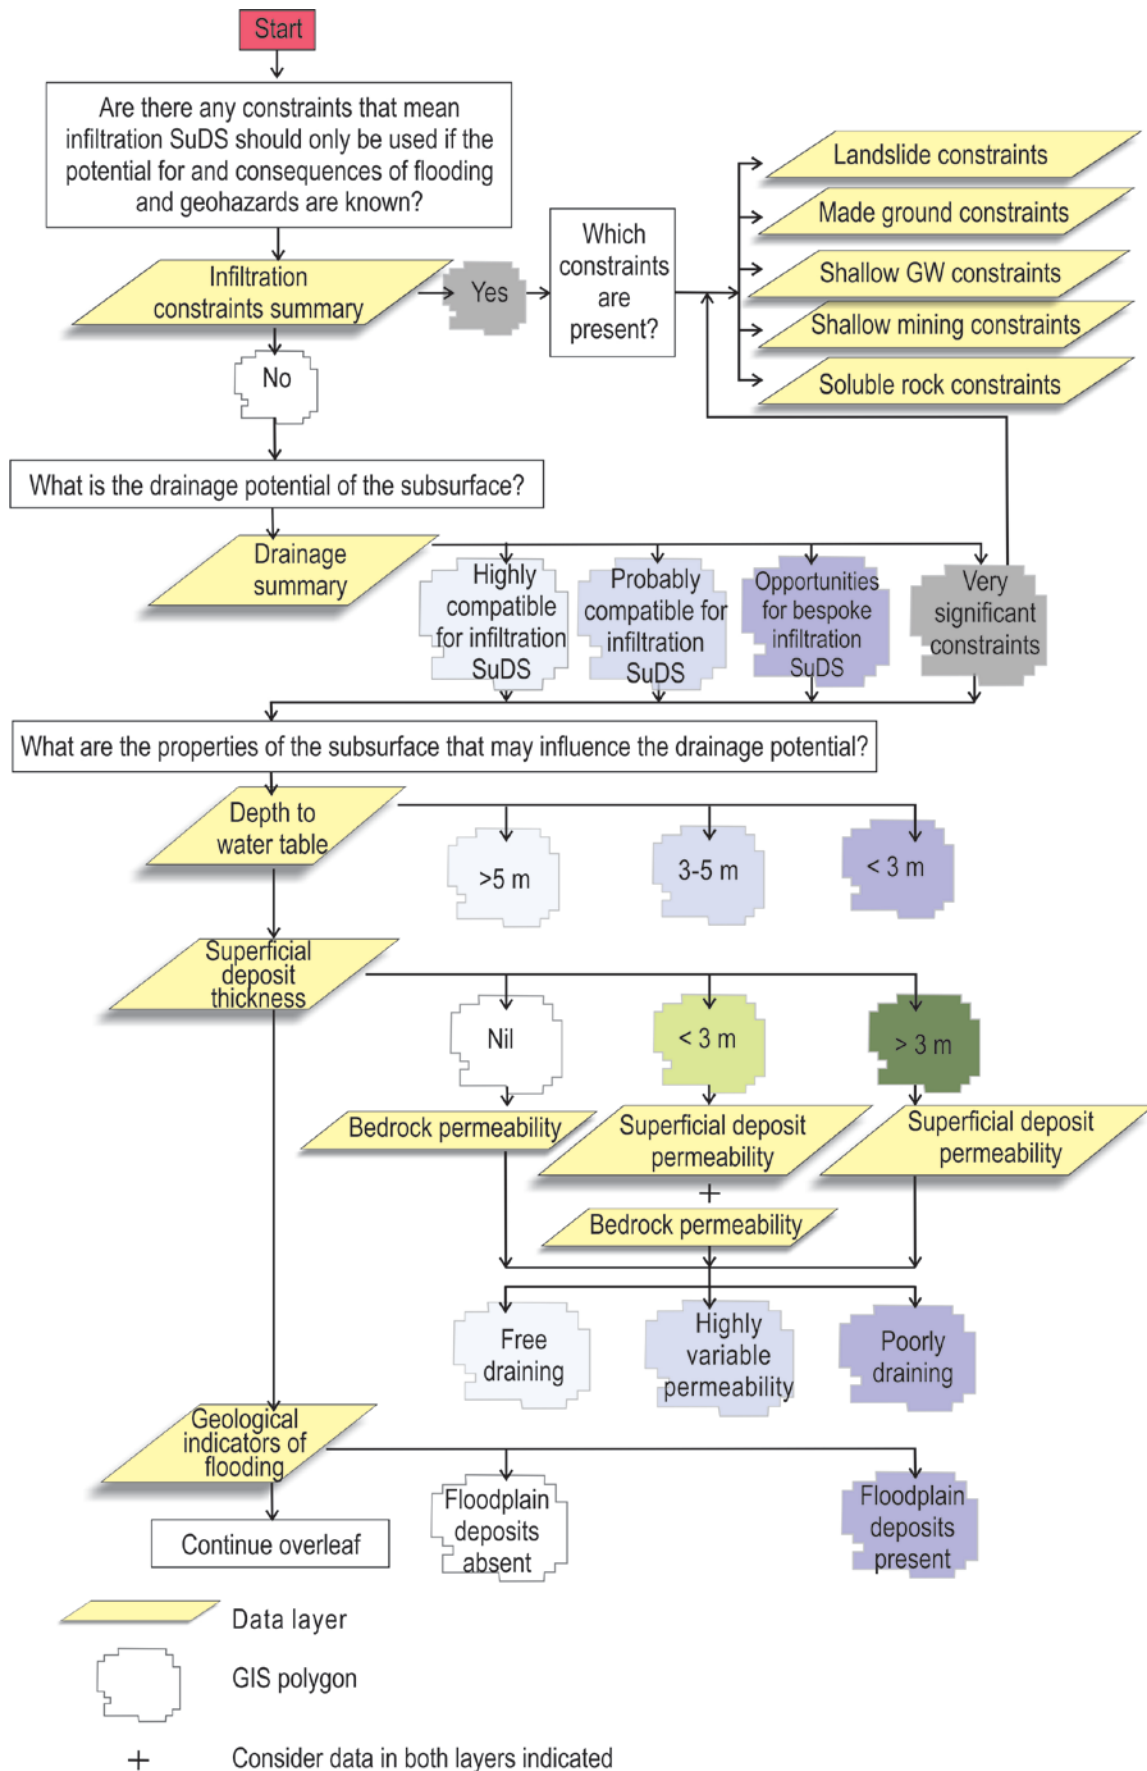 Start
Are there any constraints that mean
infiltration SuDS should only be used if the
potential for and consequences of flooding
and geohazards are known?
Infiltration
constraints summary
Yes
Which
constraints
are
present?
Landslide constraints
Made ground constraints
Shallow GW constraints
Shallow mining constraints
Soluble rock constraints
No
What is the drainage potential of the subsurface?
Drainage
summary
Highly
compatible
for infiltration
SuDS
Probably
compatible for
infiltration
SuDS
Opportunities
for bespoke
infiltration
SuDS
Very
significant
constraints
What are the properties of the subsurface that may influence the drainage potential?
Depth to
water table
>5 m
3-5 m
< 3 m
Superficial
deposit
thickness
Nil
< 3 m
> 3 m
Bedrock permeability
Superficial deposit
permeability
+
Bedrock permeability
Superficial deposit
permeability
Free
draining
Highly
variable
permeability
Poorly
draining
Geological
indicators of
flooding
Floodplain
deposits
absent
Floodplain
deposits
present
Continue overleaf
Data layer
GIS polygon
+ Consider data in both layers indicated